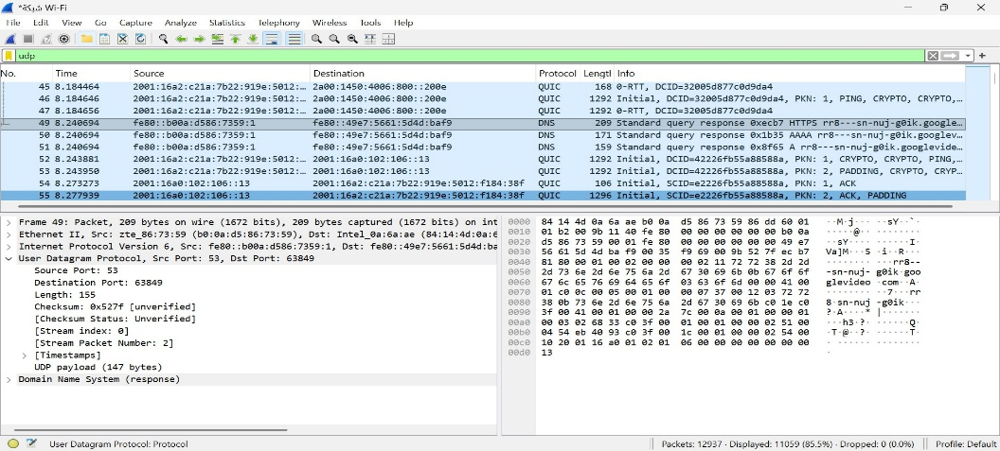 *شبكة Wi-Fi
File Edit View Go Capture Analyze Statistics Telephony Wireless Tools Help
udp
No. Time Source Destination Protocol Lengtl Info
45 8.184464 2001:16a2:c21a:7b22:919e:5012:… 2a00:1450:4006:800::200e QUIC 168 0-RTT, DCID=32005d877c0d9da4
46 8.184646 2001:16a2:c21a:7b22:919e:5012:… 2a00:1450:4006:800::200e QUIC 1292 Initial, DCID=32005d877c0d9da4, PKN: 1, PING, CRYPTO, CRYPTO,…
47 8.184656 2001:16a2:c21a:7b22:919e:5012:… 2a00:1450:4006:800::200e QUIC 1292 0-RTT, DCID=32005d877c0d9da4
49 8.240694 fe80::b00a:d586:7359:1 fe80::49e7:5661:5d4d:baf9 DNS 209 Standard query response 0xecb7 HTTPS rr8---sn-nuj-g0ik.google…
50 8.240694 fe80::b00a:d586:7359:1 fe80::49e7:5661:5d4d:baf9 DNS 171 Standard query response 0x1b35 AAAA rr8---sn-nuj-g0ik.googlev…
51 8.240694 fe80::b00a:d586:7359:1 fe80::49e7:5661:5d4d:baf9 DNS 159 Standard query response 0x8f65 A rr8---sn-nuj-g0ik.googlevide…
52 8.243881 2001:16a2:c21a:7b22:919e:5012:… 2001:16a0:102:106::13 QUIC 1292 Initial, DCID=42226fb55a88588a, PKN: 1, CRYPTO, CRYPTO, PING,…
53 8.243950 2001:16a2:c21a:7b22:919e:5012:… 2001:16a0:102:106::13 QUIC 1292 Initial, DCID=42226fb55a88588a, PKN: 2, PADDING, CRYPTO, CRYP…
54 8.273273 2001:16a0:102:106::13 2001:16a2:c21a:7b22:919e:5012:f184:38f QUIC 106 Initial, SCID=e2226fb55a88588a, PKN: 1, ACK
55 8.277939 2001:16a0:102:106::13 2001:16a2:c21a:7b22:919e:5012:f184:38f QUIC 1296 Initial, SCID=e2226fb55a88588a, PKN: 2, ACK, PADDING
Frame 49: Packet, 209 bytes on wire (1672 bits), 209 bytes captured (1672 bits) on int
Ethernet II, Src: zte_86:73:59 (b0:0a:d5:86:73:59), Dst: Intel_0a:6a:ae (84:14:4d:0a:6
Internet Protocol Version 6, Src: fe80::b00a:d586:7359:1, Dst: fe80::49e7:5661:5d4d:ba
User Datagram Protocol, Src Port: 53, Dst Port: 63849
Source Port: 53
Destination Port: 63849
Length: 155
Checksum: 0x527f [unverified]
[Checksum Status: Unverified]
[Stream index: 0]
[Stream Packet Number: 2]
[Timestamps]
UDP payload (147 bytes)
Domain Name System (response)
0000 84 14 4d 0a 6a ae b0 0a d5 86 73 59 86 dd 60 01 ··M·j··· ··sY··`·
0010 01 b2 00 9b 11 40 fe 80 00 00 00 00 00 00 b0 0a ·····@·· ········
0020 d5 86 73 59 00 01 fe 80 00 00 00 00 00 00 49 e7 ··sY···· ······I·
0030 56 61 5d 4d ba f9 00 35 f9 69 00 9b 52 7f ec b7 Va]M···5 ·i··R···
0040 81 80 00 01 00 02 00 00 00 02 11 72 72 38 2d 2d ········ ···rr8--
0050 2d 73 6e 2d 6e 75 6a 2d 67 30 69 6b 0b 67 6f 6f -sn-nuj- g0ik·goo
0060 67 6c 65 76 69 64 65 6f 03 63 6f 6d 00 00 41 00 glevideo ·com··A·
0070 01 c0 0c 00 05 00 01 00 00 07 37 00 12 03 72 72 ········ ··7···rr
0080 38 0b 73 6e 2d 6e 75 6a 2d 67 30 69 6b c0 1e c0 8·sn-nuj -g0ik···
0090 3f 00 41 00 01 00 00 2a 7c 00 0a 00 01 00 00 01 ?·A····* |·······
00a0 00 03 02 68 33 c0 3f 00 01 00 01 00 00 02 51 00 ···h3·?· ······Q·
00b0 04 54 eb 40 93 c0 3f 00 1c 00 01 00 00 02 54 00 ·T·@··?· ······T·
00c0 10 20 01 16 a0 01 02 01 06 00 00 00 00 00 00 00 · ······ ········
00d0 13 ·
User Datagram Protocol: Protocol
Packets: 12937 · Displayed: 11059 (85.5%) · Dropped: 0 (0.0%)
Profile: Default